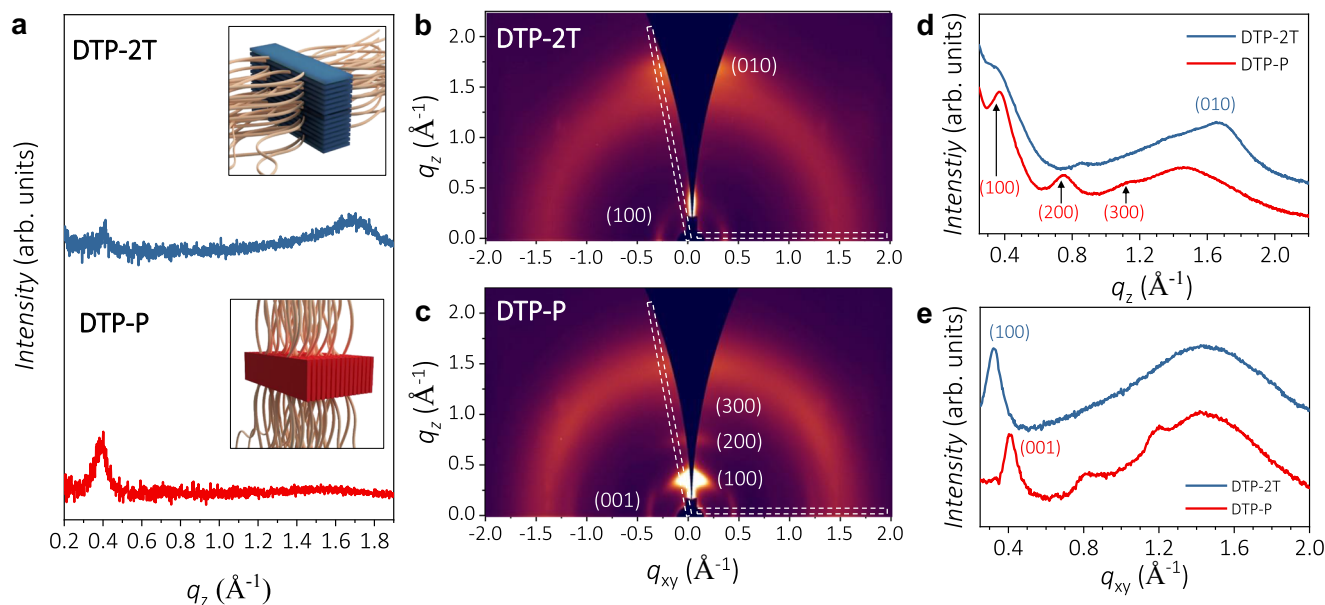 a
DTP-2T
DTP-P
Intensity (arb. units)
0.2 0.4 0.6 0.8 1.0 1.2 1.4 1.6 1.8
qz (Å-1)
b
DTP-2T
(010)
(100)
qz (Å-1)
2.0
1.5
1.0
0.5
0.0
-2.0 -1.5 -1.0 -0.5 0.0 0.5 1.0 1.5 2.0
c
DTP-P
(300)
(200)
(100)
(001)
qz (Å-1)
2.0
1.5
1.0
0.5
0.0
-2.0 -1.5 -1.0 -0.5 0.0 0.5 1.0 1.5 2.0
qxy (Å-1)
d
DTP-2T
DTP-P
(010)
(100)
(200)
(300)
Intenstiy (arb. units)
0.4 0.8 1.2 1.6 2.0
qz (Å-1)
e
(100)
(001)
DTP-2T
DTP-P
Intensity (arb. units)
0.4 0.8 1.2 1.6 2.0
qxy (Å-1)